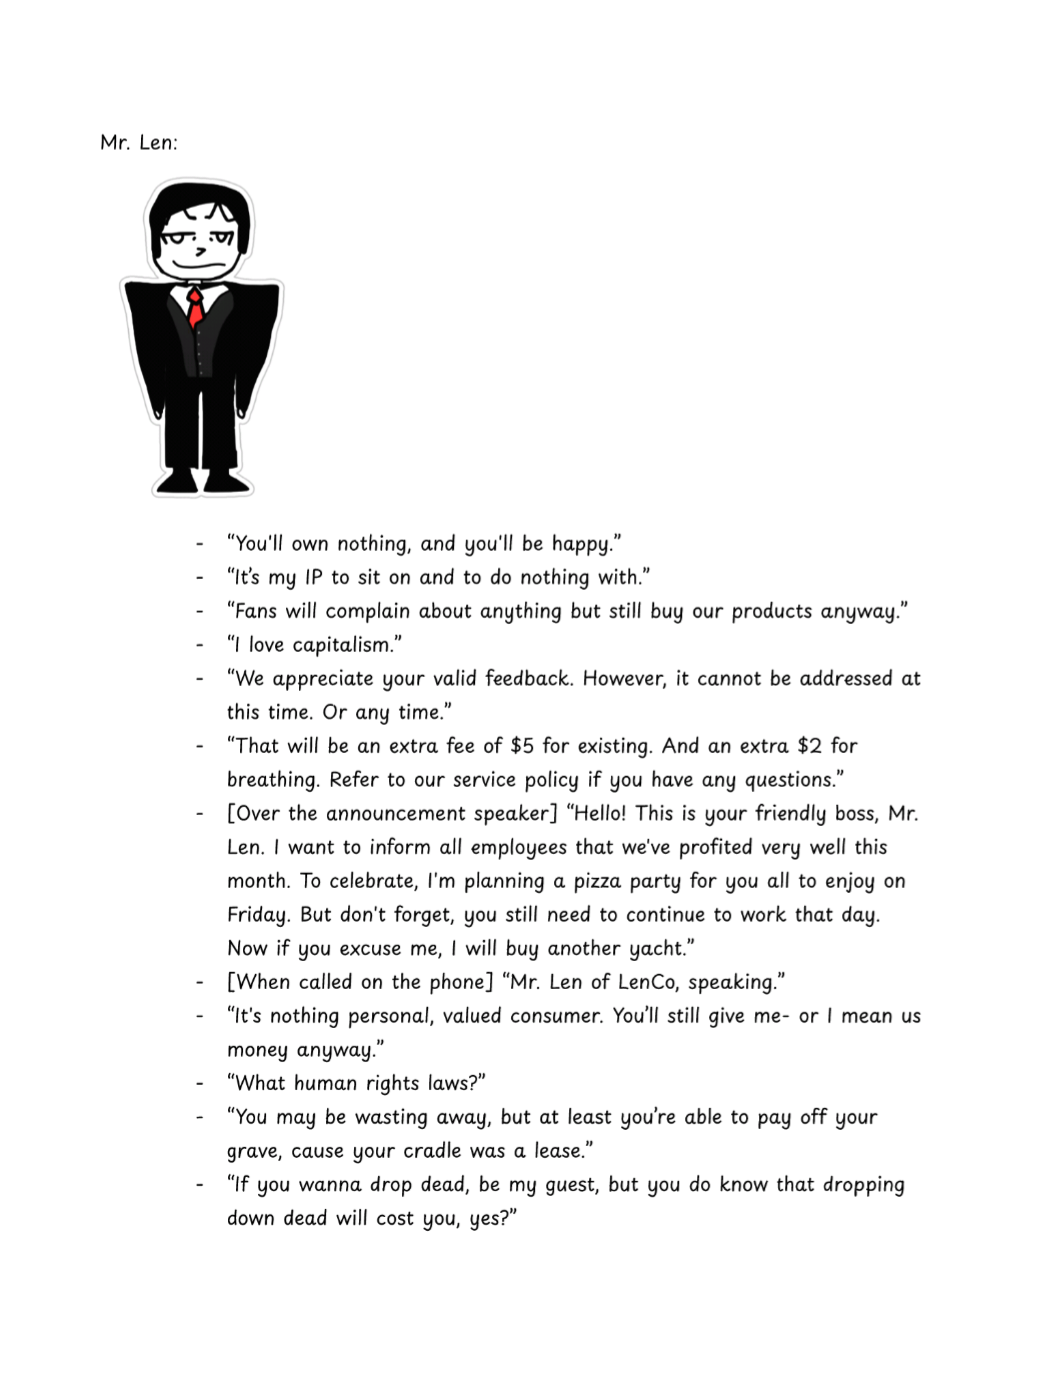 Mr. Len:
- “You'll own nothing, and you'll be happy.”
- “It’s my IP to sit on and to do nothing with.”
- “Fans will complain about anything but still buy our products anyway.”
- “I love capitalism.”
- “We appreciate your valid feedback. However, it cannot be addressed at
this time. Or any time.”
- “That will be an extra fee of $5 for existing. And an extra $2 for
breathing. Refer to our service policy if you have any questions.”
- [Over the announcement speaker] “Hello! This is your friendly boss, Mr.
Len. I want to inform all employees that we've profited very well this
month. To celebrate, I'm planning a pizza party for you all to enjoy on
Friday. But don't forget, you still need to continue to work that day.
Now if you excuse me, I will buy another yacht.”
- [When called on the phone] “Mr. Len of LenCo, speaking.”
- “It's nothing personal, valued consumer. You’ll still give me- or I mean us
money anyway.”
- “What human rights laws?”
- “You may be wasting away, but at least you’re able to pay off your
grave, cause your cradle was a lease.”
- “If you wanna drop dead, be my guest, but you do know that dropping
down dead will cost you, yes?”